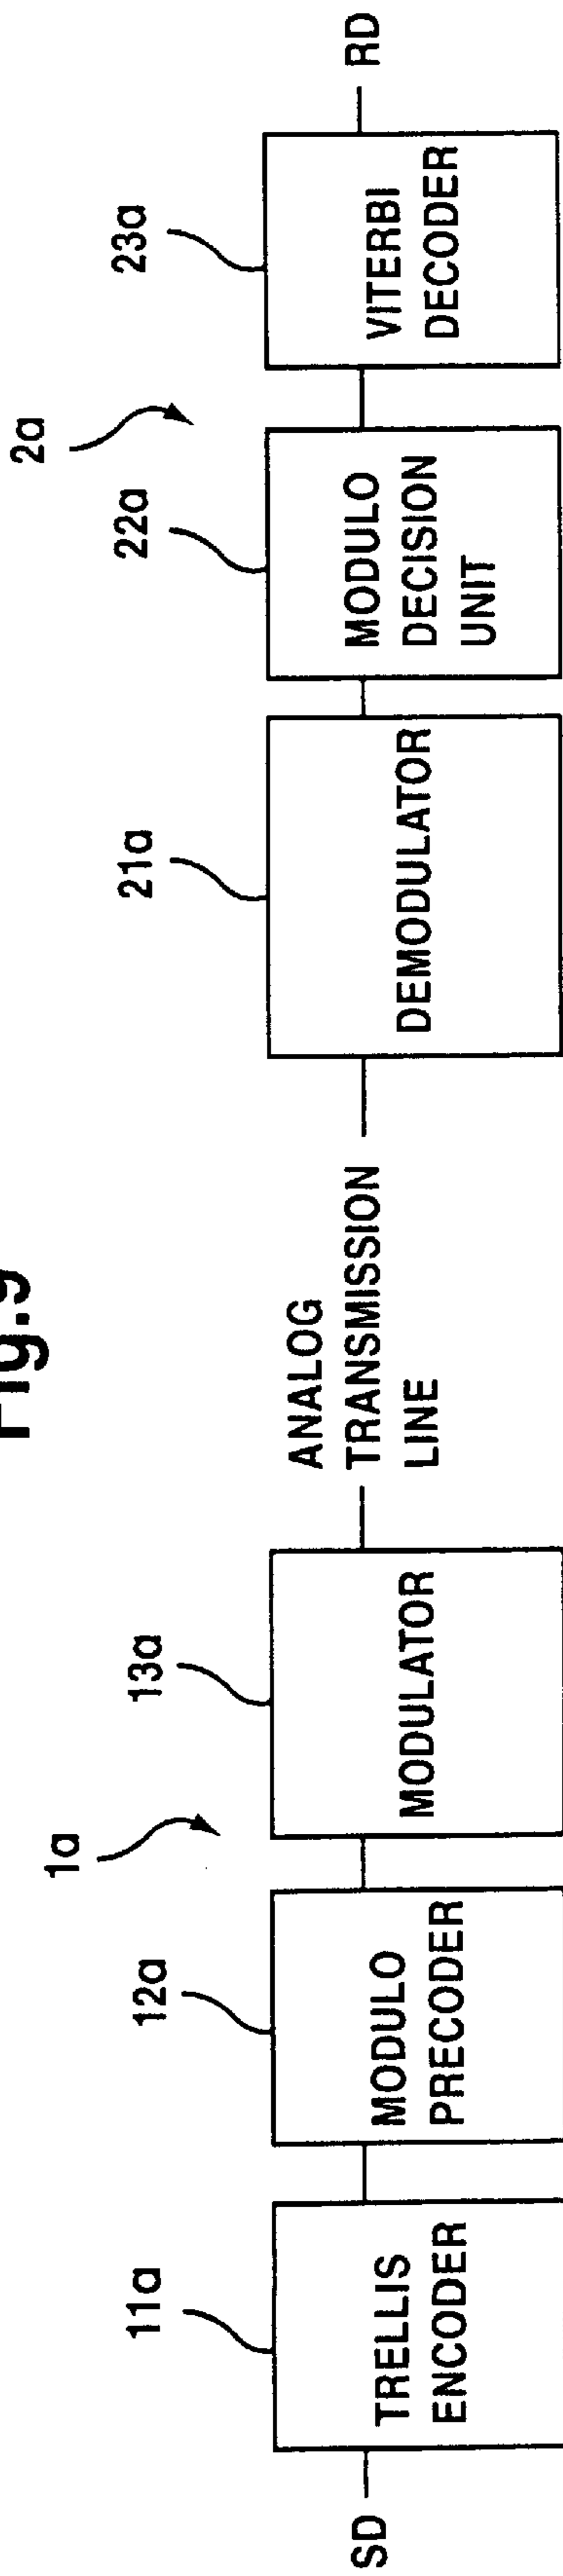 Fig.9
1a
2a
11a
12a
13a
21a
22a
23a
SD
TRELLIS
ENCODER
MODULO
PRECODER
MODULATOR
ANALOG
TRANSMISSION
LINE
DEMODULATOR
MODULO
DECISION
UNIT
VITERBI
DECODER
RD